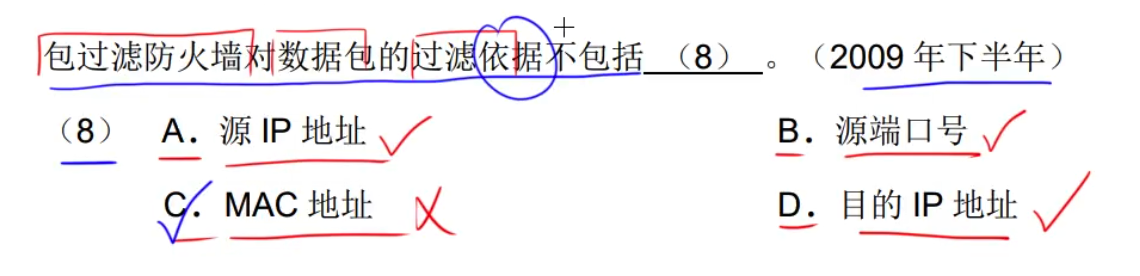 包过滤防火墙对数据包的过滤依据不包括 （8） 。（2009 年下半年）
（8） A. 源 IP 地址 B. 源端口号
C. MAC 地址 D. 目的 IP 地址